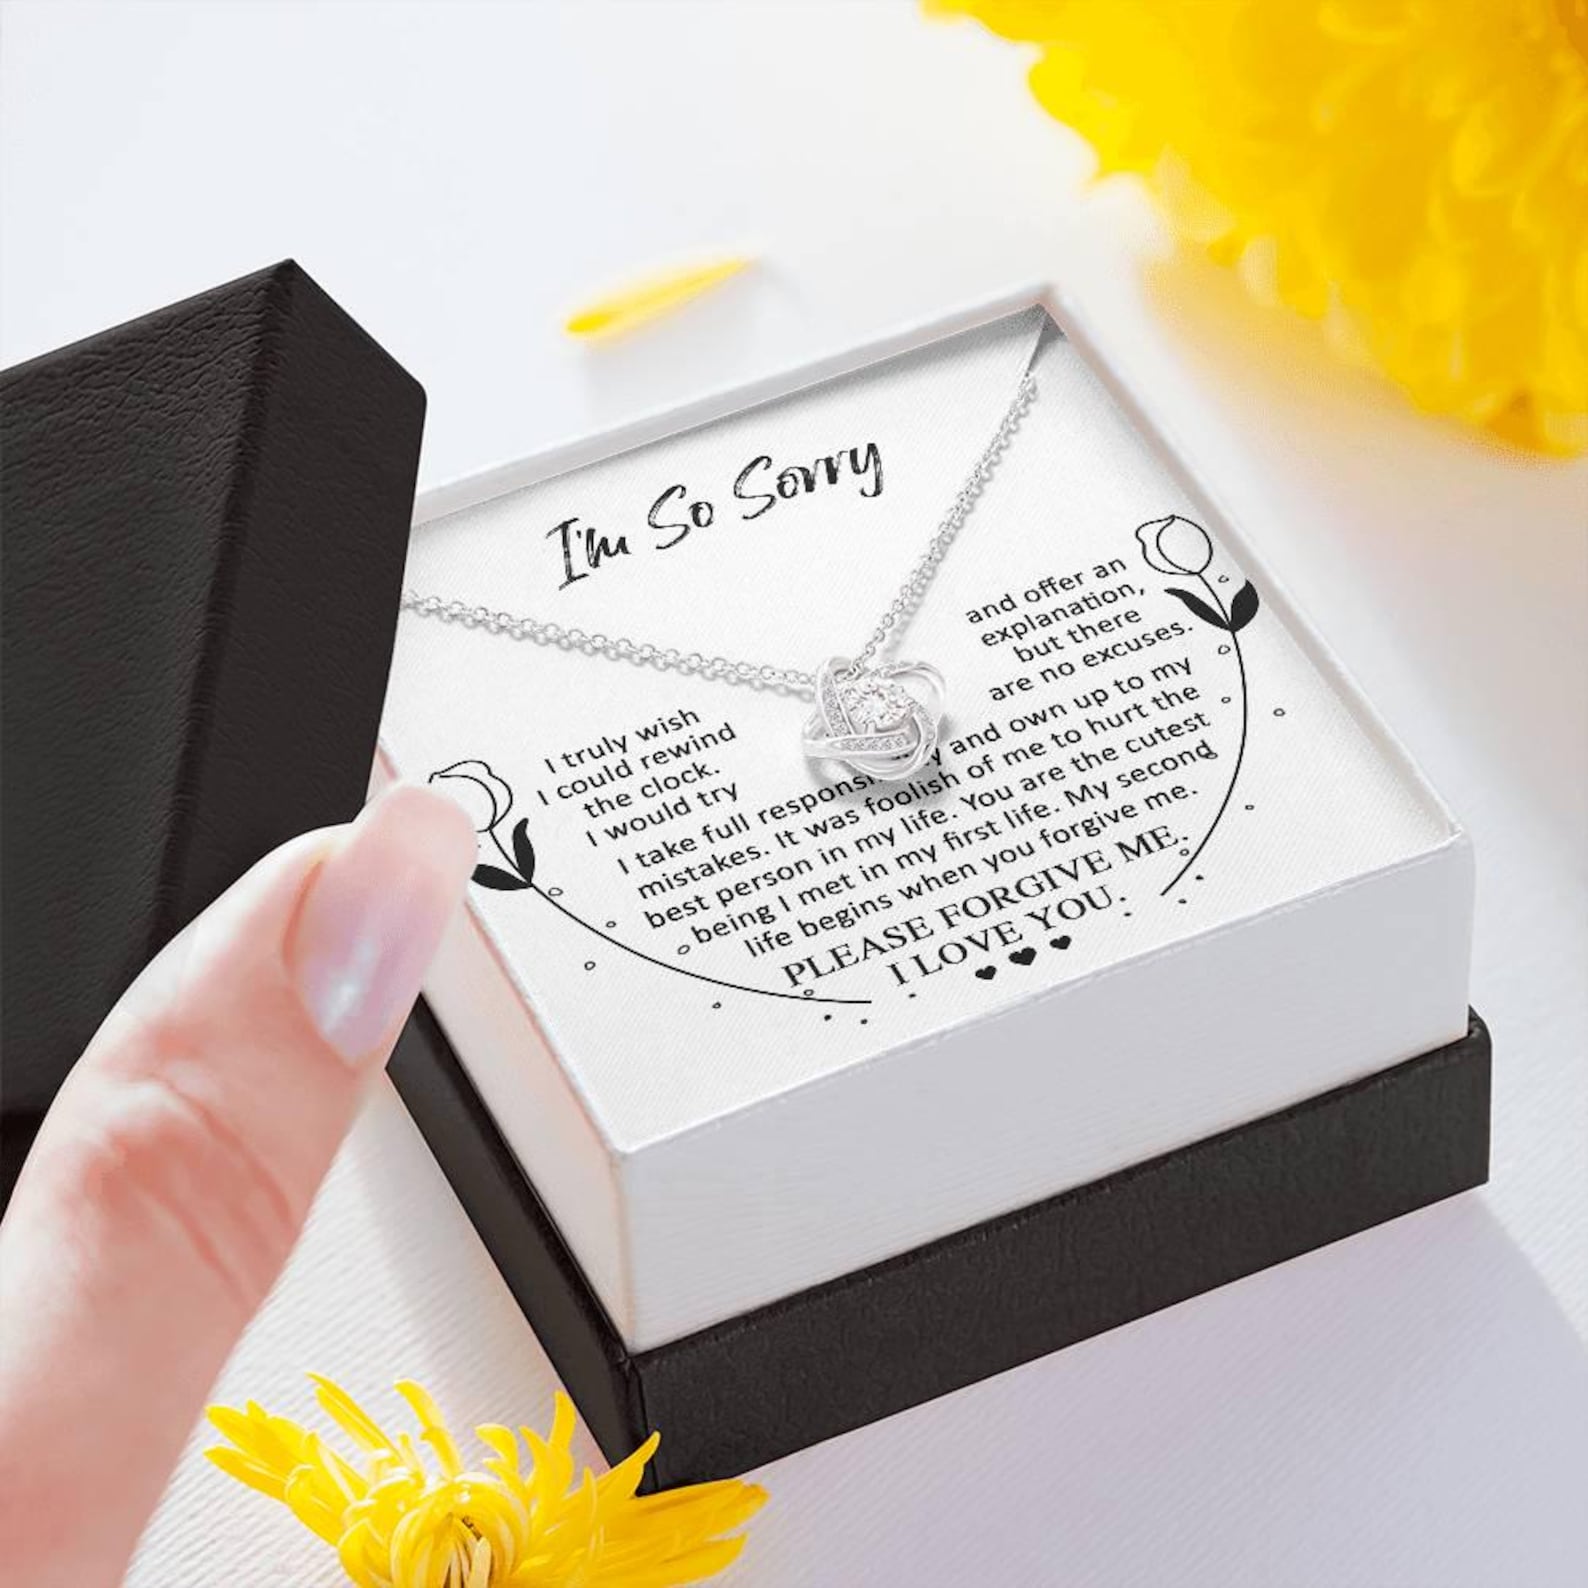 I'm So Sorry
I truly wish
I could rewind
the clock.
I would try
and offer an
explanation,
but there
are no excuses.
I take full responsibility and own up to my
mistakes. It was foolish of me to hurt the
best person in my life. You are the cutest
being I met in my first life. My second
life begins when you forgive me.
PLEASE FORGIVE ME.
I LOVE YOU.